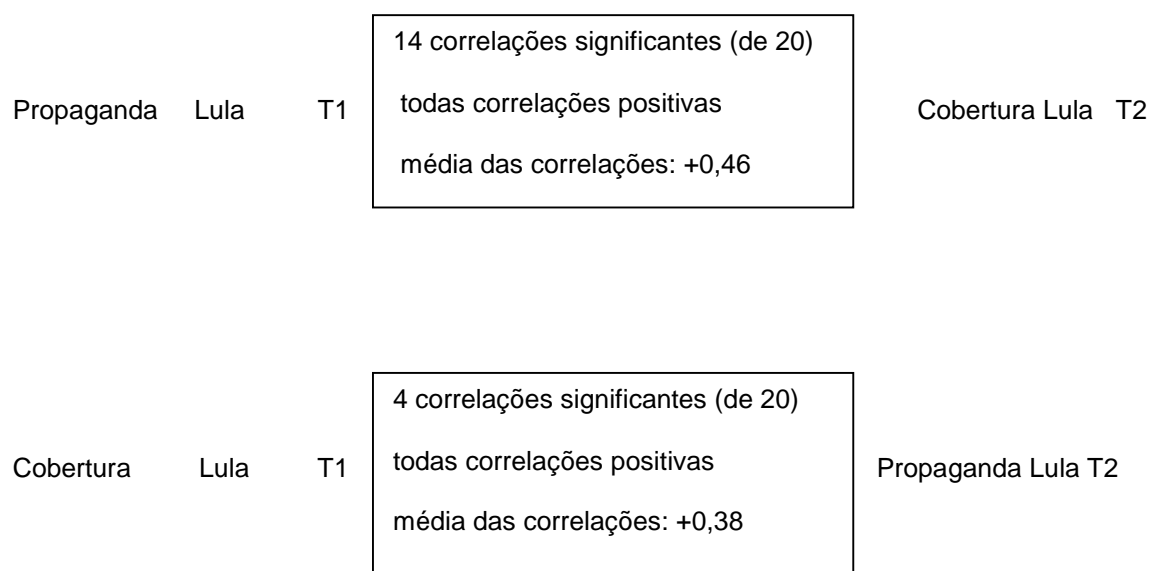 14 correlações significantes (de 20)
Propaganda Lula T1 todas correlações positivas Cobertura Lula T2
média das correlações: +0,46
4 correlações significantes (de 20)
Cobertura Lula T1 todas correlações positivas Propaganda Lula T2
média das correlações: +0,38